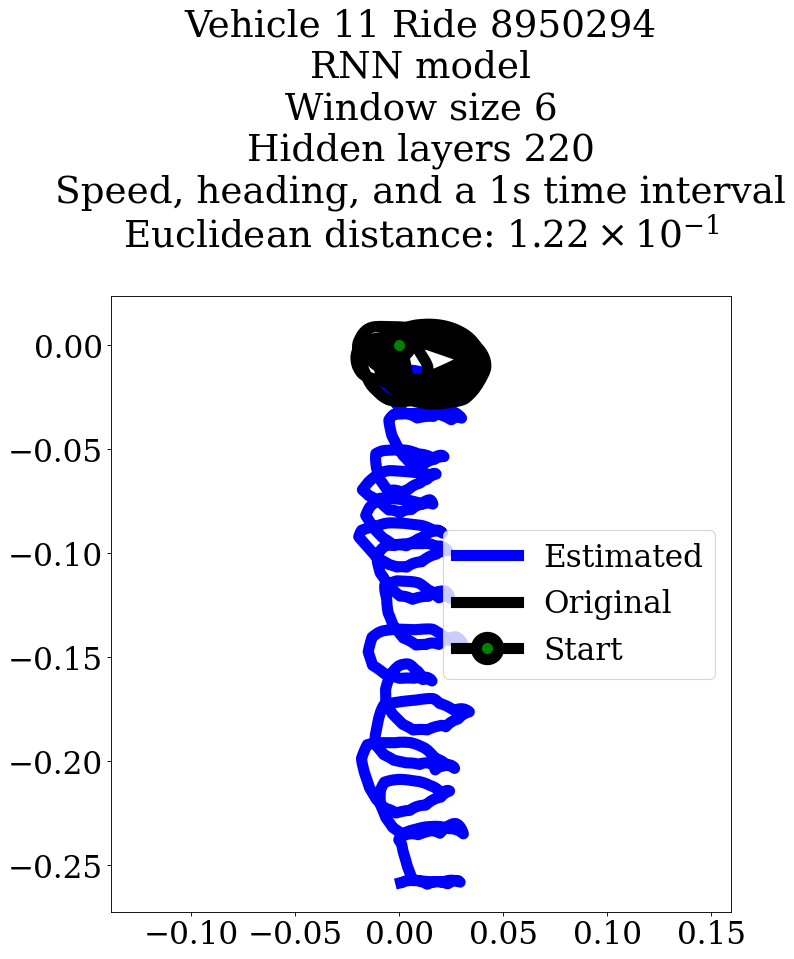 Vehicle 11 Ride 8950294
RNN model
Window size 6
Hidden layers 220
Speed, heading, and a 1s time interval
Euclidean distance: 1.22 × 10⁻¹
0.00
−0.05
−0.10
−0.15
−0.20
−0.25
Estimated
Original
Start
−0.10 −0.05 0.00 0.05 0.10 0.15